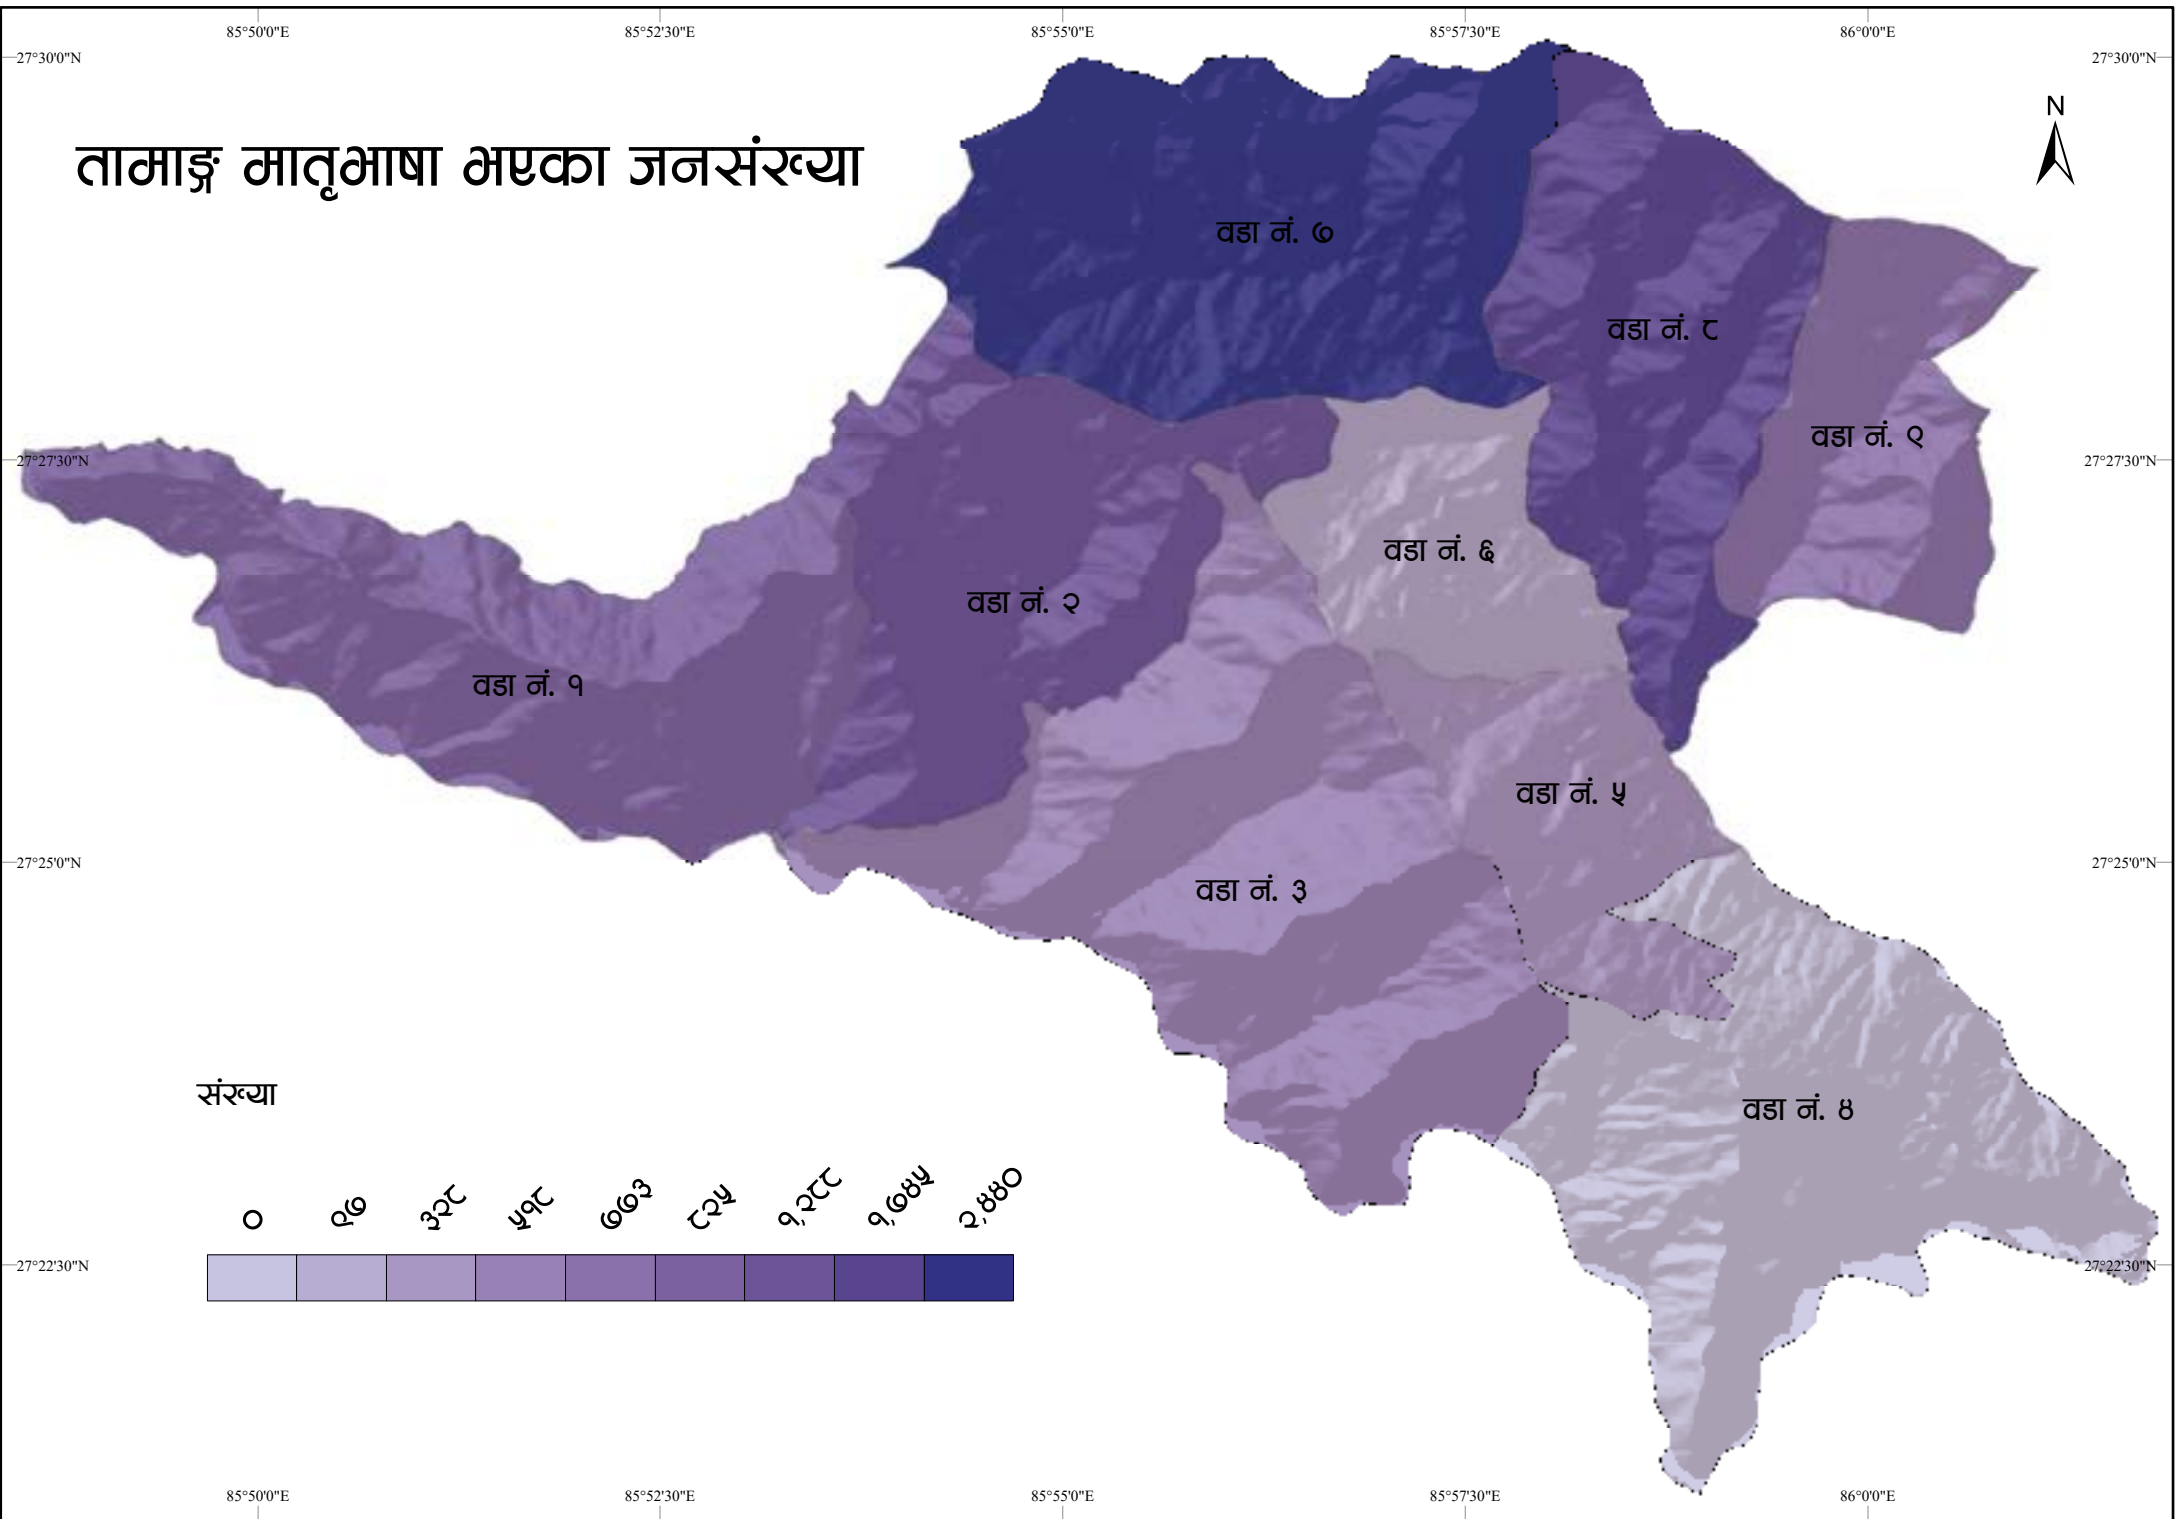 85°50'0"E 85°52'30"E 85°55'0"E 85°57'30"E 86°0'0"E
27°30'0"N 27°30'0"N
N
तामाङ्ग मातृभाषा भएका जनसंख्या
वडा नं. ७
वडा नं. ८
वडा नं. ९
27°27'30"N 27°27'30"N
वडा नं. ६
वडा नं. २
वडा नं. १
वडा नं. ५
27°25'0"N 27°25'0"N
वडा नं. ३
संख्या
वडा नं. ४
० २७ ३२८ ५१८ ७७३ ८२५ १,२८८ १,७४५ २,४४०
27°22'30"N 27°22'30"N
85°50'0"E 85°52'30"E 85°55'0"E 85°57'30"E 86°0'0"E